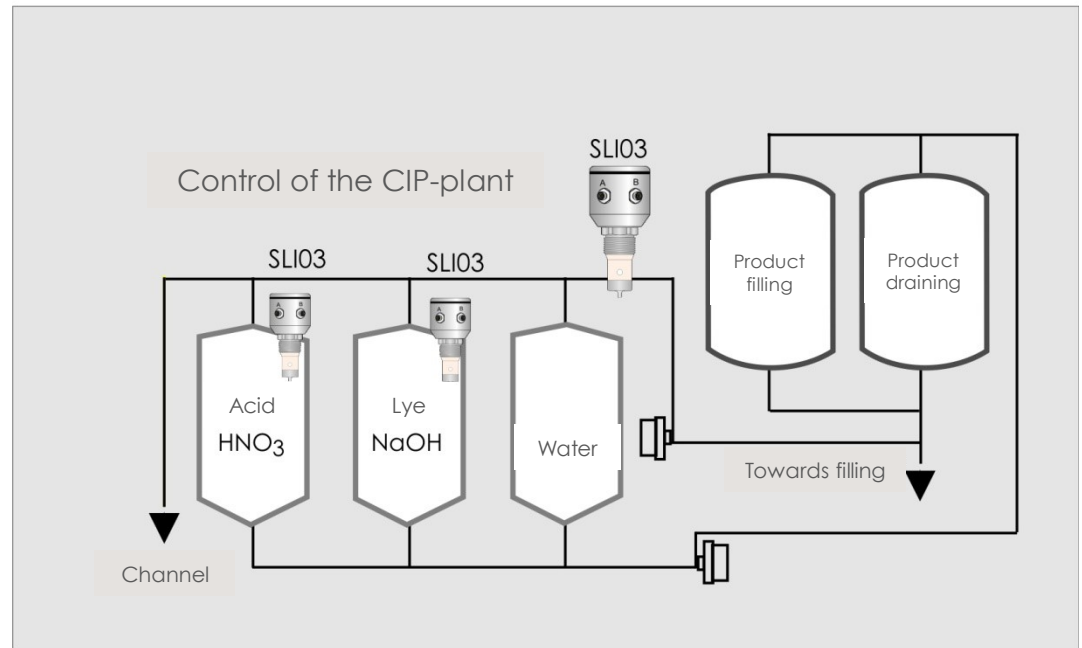 SLI03
Control of the CIP-plant
SLI03
SLI03
A B
A B
A B
Product
filling
Product
draining
Acid
HNO₃
Lye
NaOH
Water
Towards filling
Channel